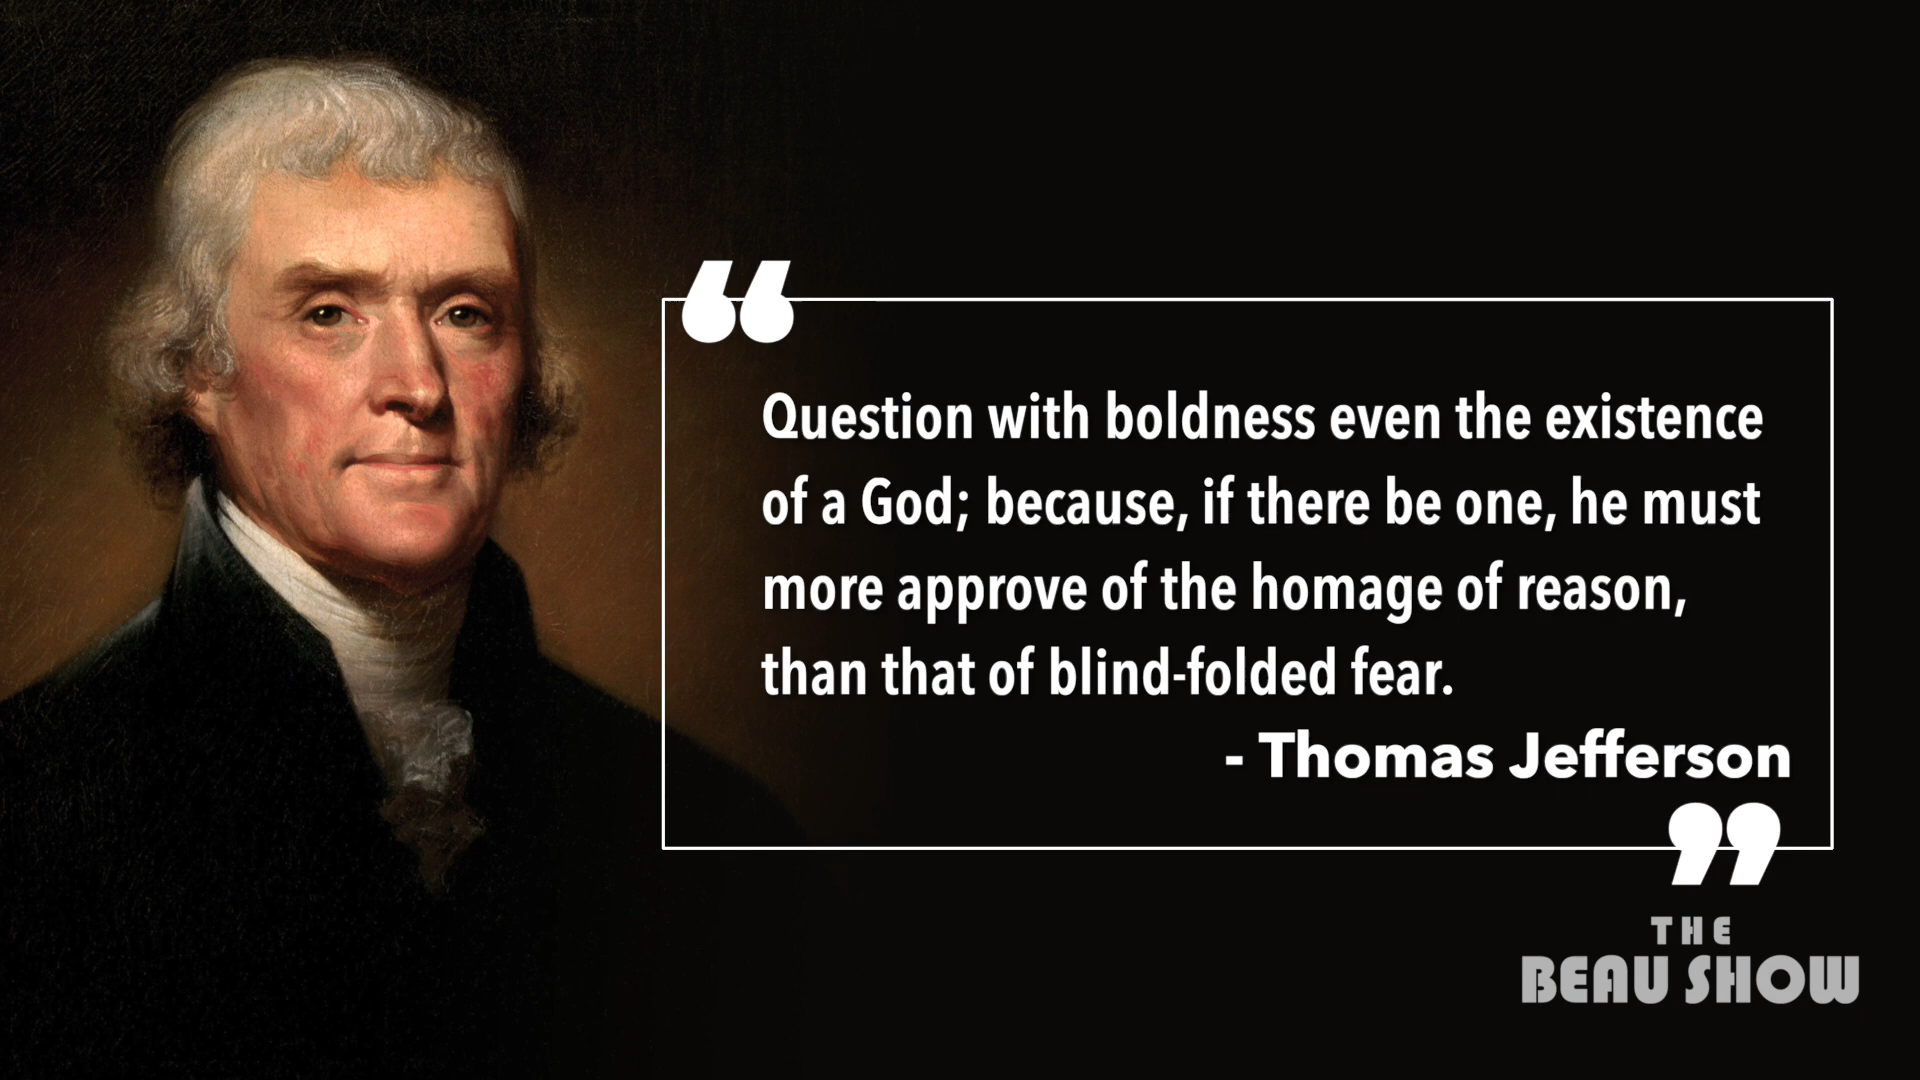 “
Question with boldness even the existence
of a God; because, if there be one, he must
more approve of the homage of reason,
than that of blind-folded fear.
- Thomas Jefferson
”
THE
BEAU SHOW